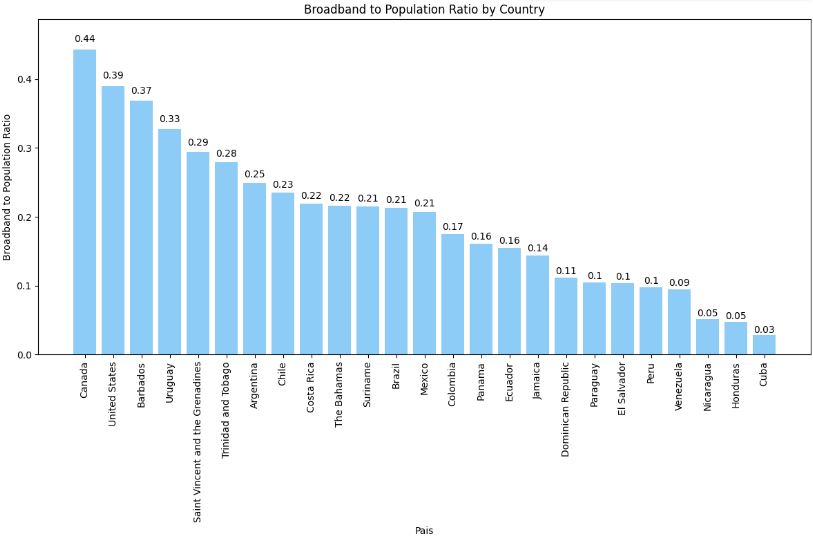 Broadband to Population Ratio by Country
Broadband to Population Ratio
0.4
0.3
0.2
0.1
0.0
0.44
0.39
0.37
0.33
0.29
0.28
0.25
0.23
0.22
0.22
0.21
0.21
0.21
0.17
0.16
0.16
0.14
0.11
0.1
0.1
0.1
0.09
0.05
0.05
0.03
Canada
United States
Barbados
Uruguay
Saint Vincent and the Grenadines
Trinidad and Tobago
Argentina
Chile
Costa Rica
The Bahamas
Suriname
Brazil
Mexico
Colombia
Panama
Ecuador
Jamaica
Dominican Republic
Paraguay
El Salvador
Peru
Venezuela
Nicaragua
Honduras
Cuba
Pais